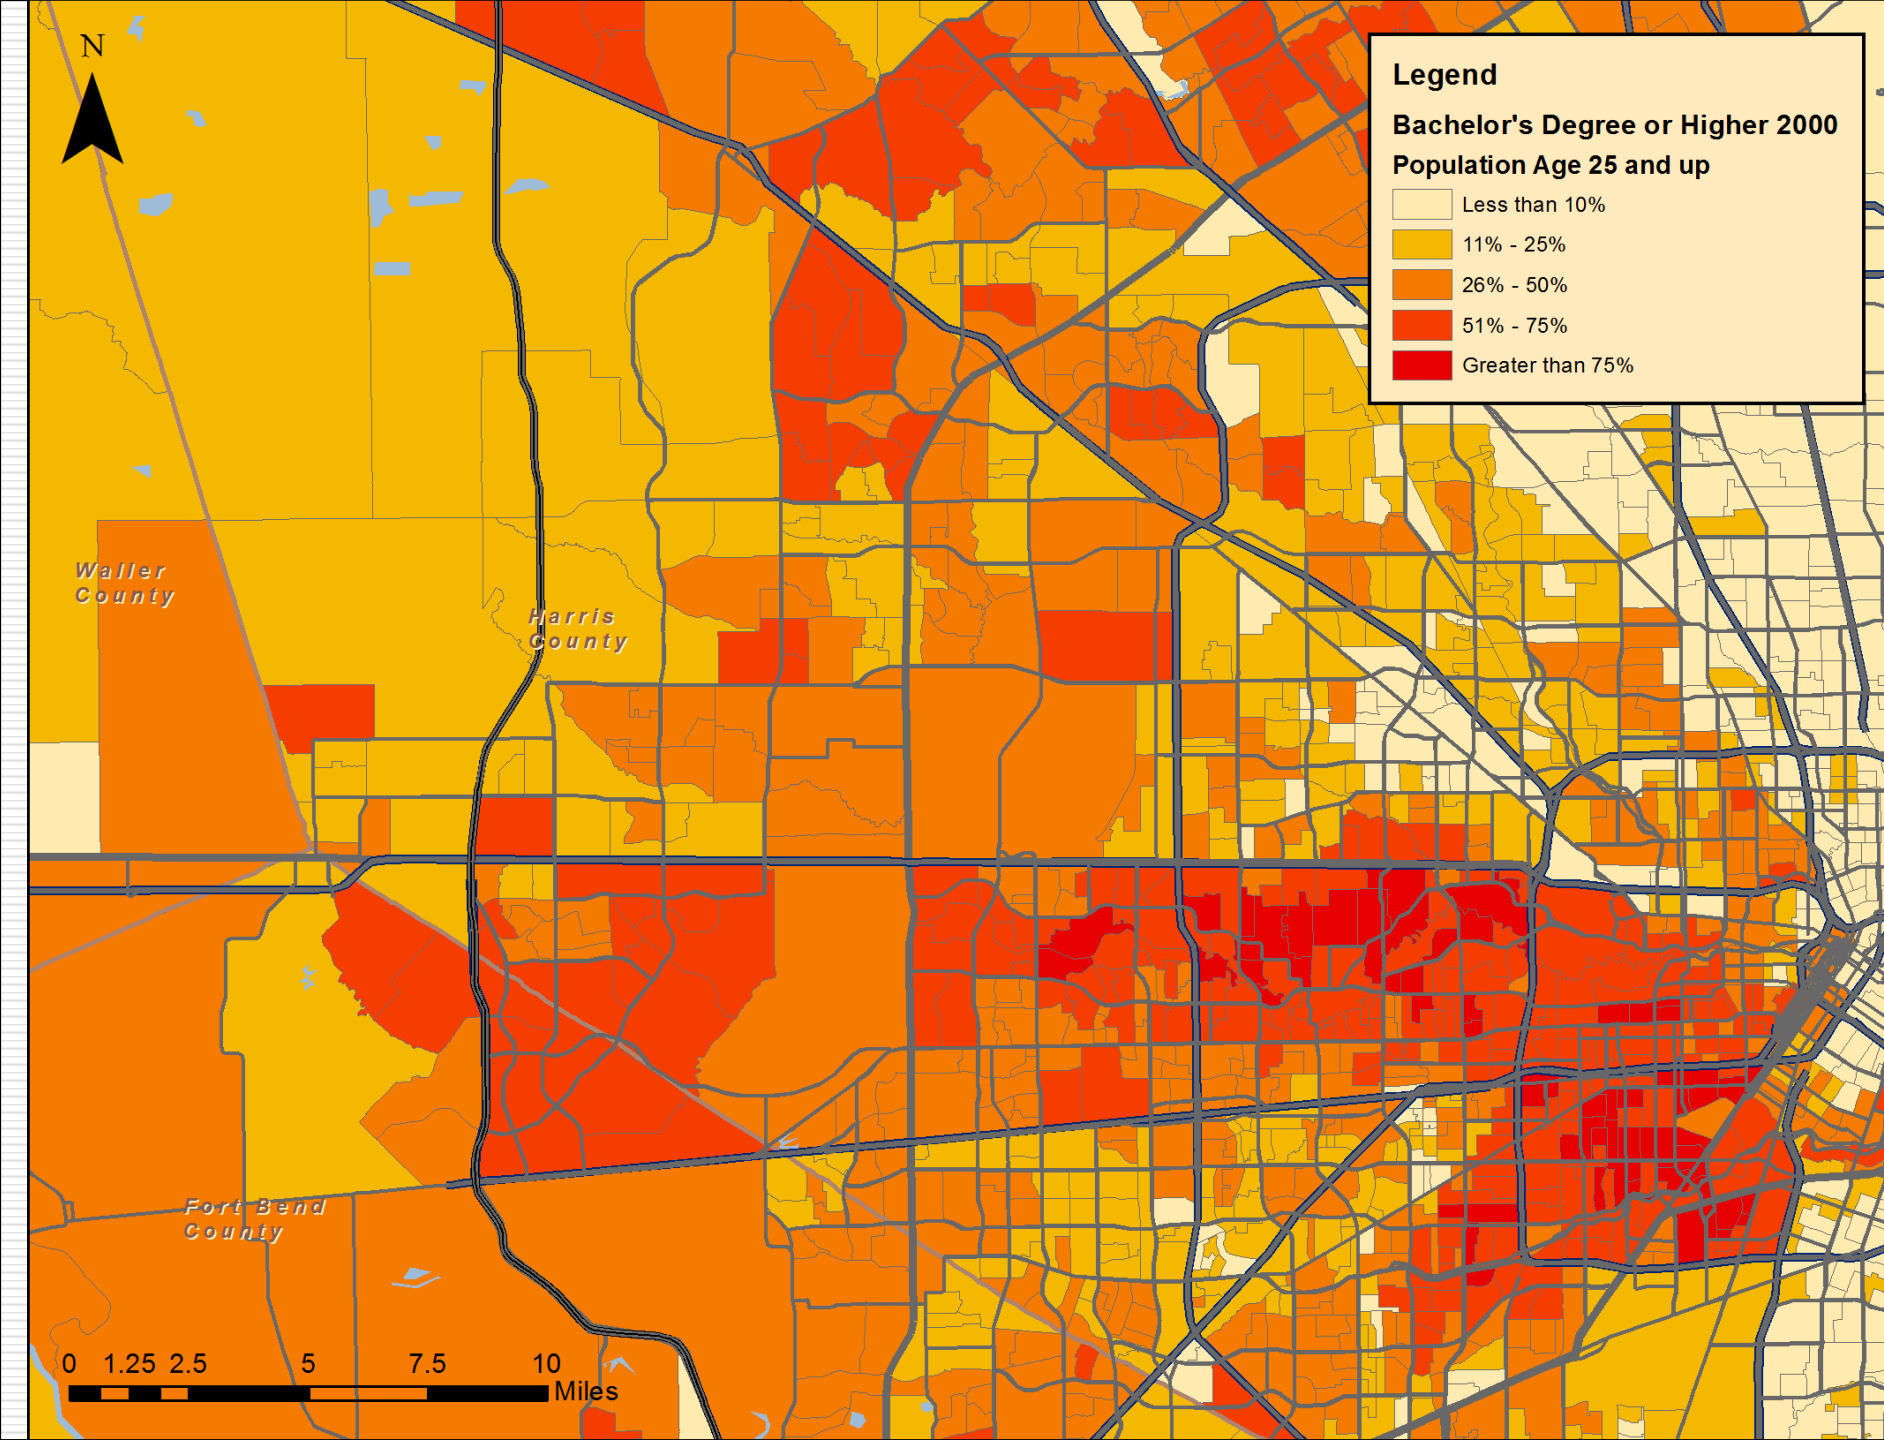 N
Legend
Bachelor's Degree or Higher 2000
Population Age 25 and up
Less than 10%
11% - 25%
26% - 50%
51% - 75%
Greater than 75%
Waller
County
Harris
County
Fort Bend
County
0 1.25 2.5 5 7.5 10
Miles